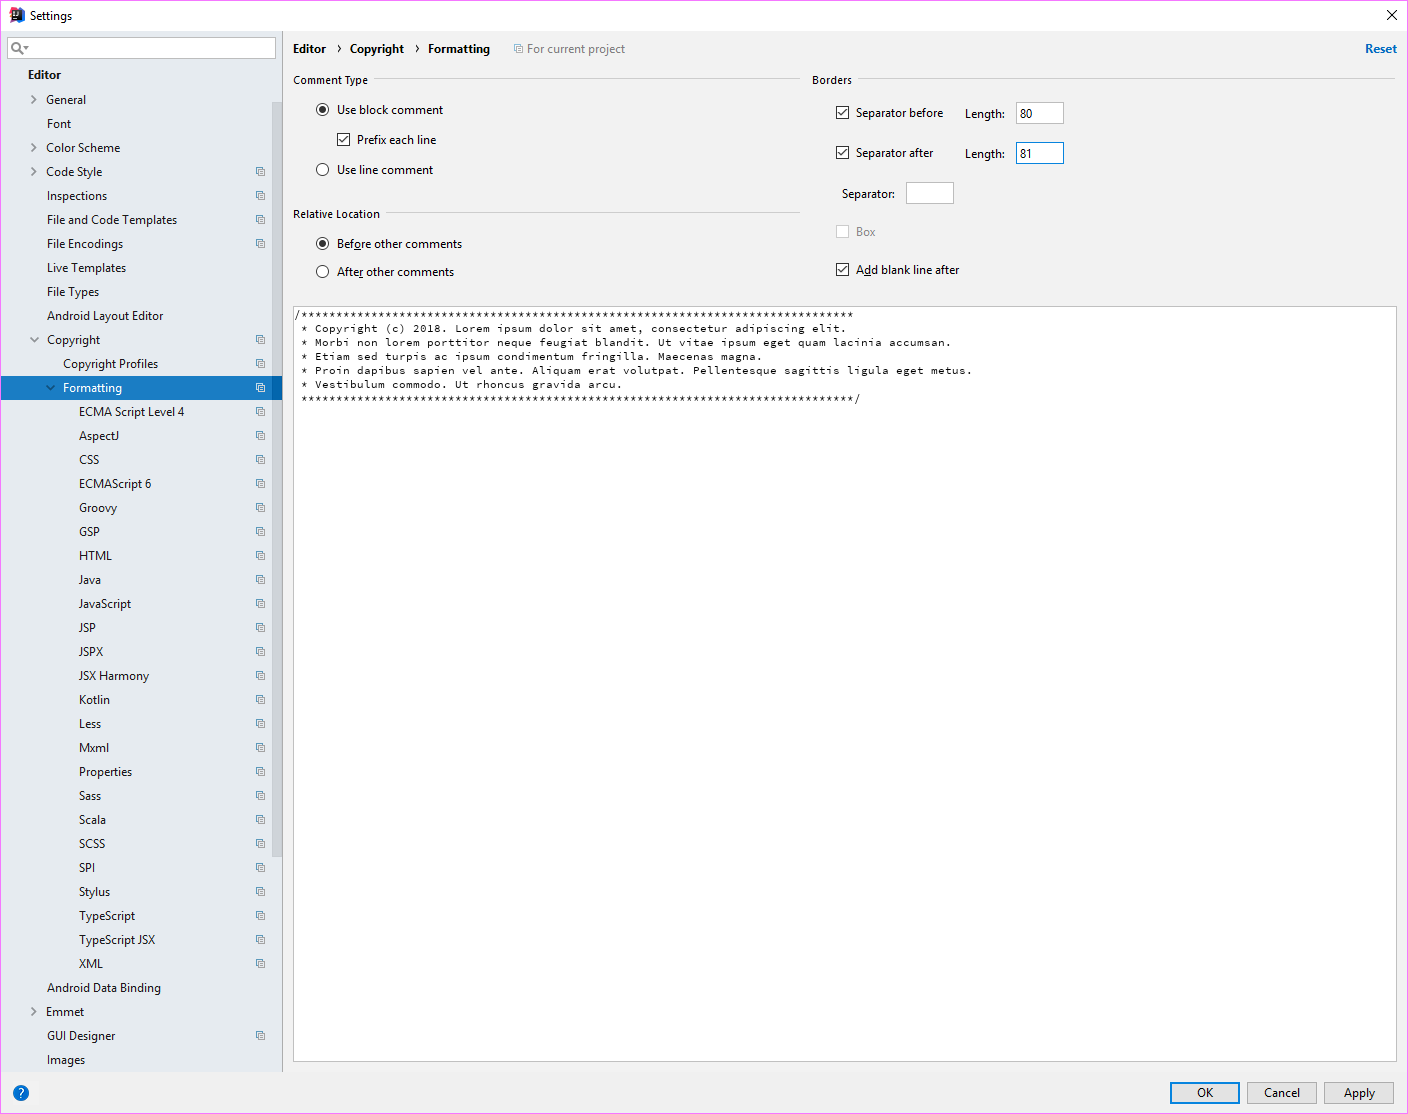 Settings
Editor
General
Font
Color Scheme
Code Style
Inspections
File and Code Templates
File Encodings
Live Templates
File Types
Android Layout Editor
Copyright
Copyright Profiles
Formatting
ECMA Script Level 4
AspectJ
CSS
ECMAScript 6
Groovy
GSP
HTML
Java
JavaScript
JSP
JSPX
JSX Harmony
Kotlin
Less
Mxml
Properties
Sass
Scala
SCSS
SPI
Stylus
TypeScript
TypeScript JSX
XML
Android Data Binding
Emmet
GUI Designer
Images
Editor › Copyright › Formatting For current project
Reset
Comment Type
Use block comment
Prefix each line
Use line comment
Relative Location
Before other comments
After other comments
Borders
Separator before Length: 80
Separator after Length: 81
Separator:
Box
Add blank line after
/*******************************************************************************
 * Copyright (c) 2018. Lorem ipsum dolor sit amet, consectetur adipiscing elit.
 * Morbi non lorem porttitor neque feugiat blandit. Ut vitae ipsum eget quam lacinia accumsan.
 * Etiam sed turpis ac ipsum condimentum fringilla. Maecenas magna.
 * Proin dapibus sapien vel ante. Aliquam erat volutpat. Pellentesque sagittis ligula eget metus.
 * Vestibulum commodo. Ut rhoncus gravida arcu.
 *******************************************************************************/
?
OK Cancel Apply